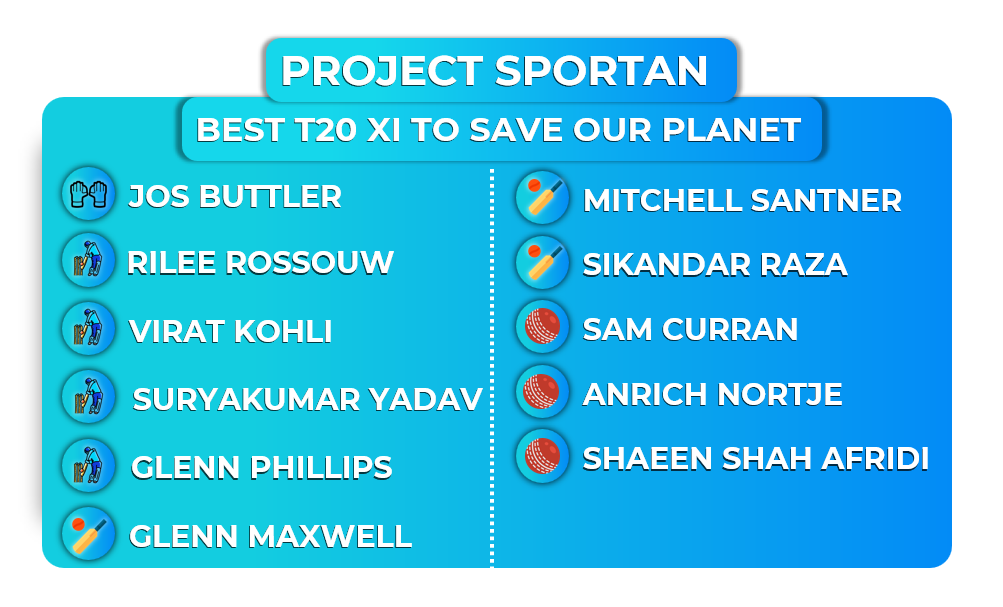 PROJECT SPORTAN
BEST T20 XI TO SAVE OUR PLANET
JOS BUTTLER
RILEE ROSSOUW
VIRAT KOHLI
SURYAKUMAR YADAV
GLENN PHILLIPS
GLENN MAXWELL
MITCHELL SANTNER
SIKANDAR RAZA
SAM CURRAN
ANRICH NORTJE
SHAEEN SHAH AFRIDI